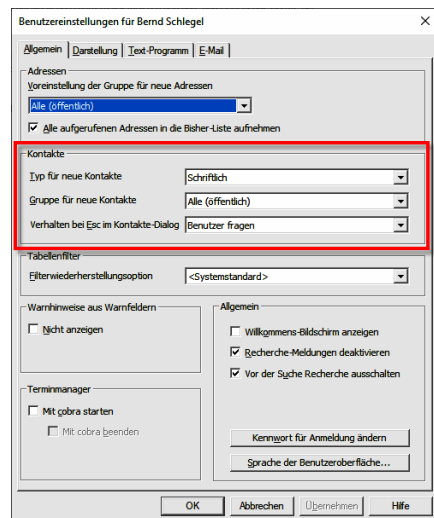 Benutzereinstellungen für Bernd Schlegel
Allgemein Darstellung Text-Programm E-Mail
Adressen
Voreinstellung der Gruppe für neue Adressen
Alle (öffentlich)
Alle aufgerufenen Adressen in die Bisher-Liste aufnehmen
Kontakte
Typ für neue Kontakte Schriftlich
Gruppe für neue Kontakte Alle (öffentlich)
Verhalten bei Esc im Kontakte-Dialog Benutzer fragen
Tabellenfilter
Filterwiederherstellungsoption <Systemstandard>
Warnhinweise aus Warnfeldern
Nicht anzeigen
Allgemein
Willkommens-Bildschirm anzeigen
Recherche-Meldungen deaktivieren
Vor der Suche Recherche ausschalten
Terminmanager
Mit cobra starten
Mit cobra beenden
Kennwort für Anmeldung ändern
Sprache der Benutzeroberfläche...
OK Abbrechen Übernehmen Hilfe